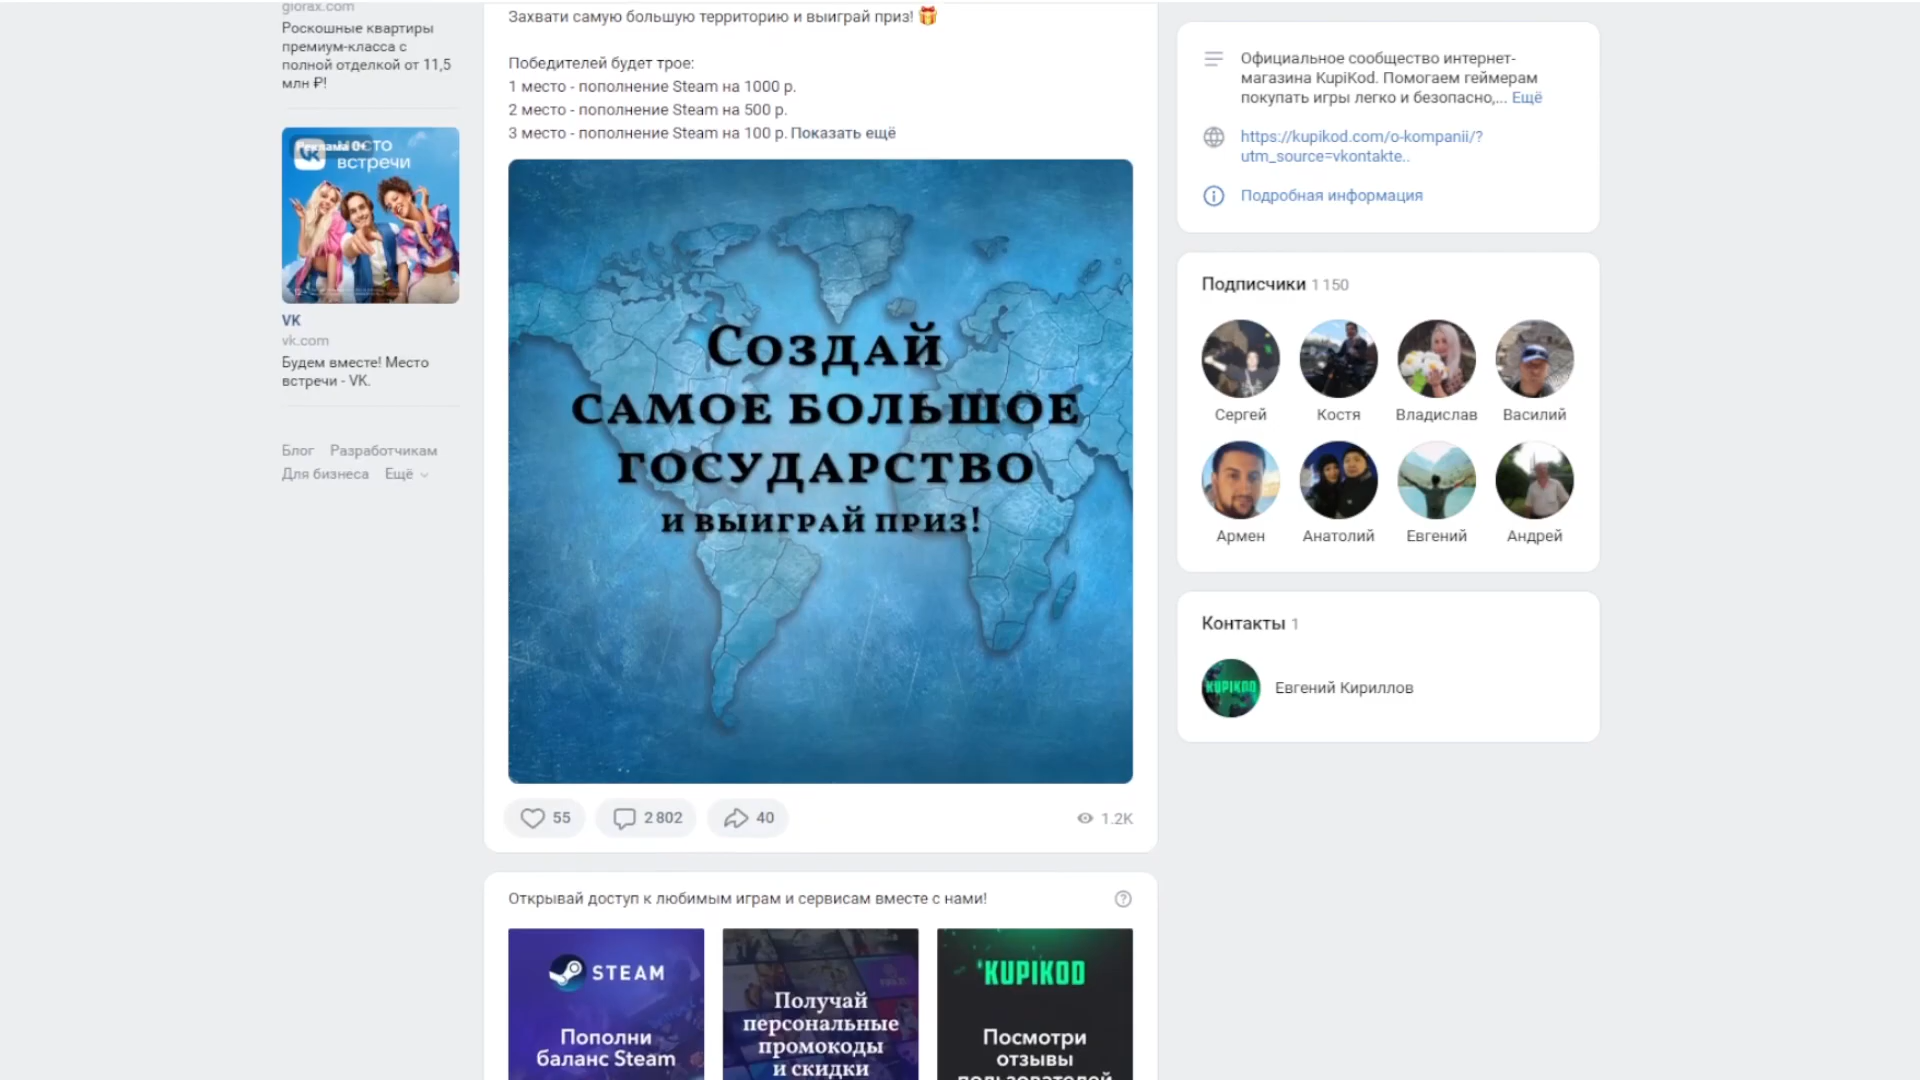 giorax.com
Роскошные квартиры
премиум-класса с
полной отделкой от 11,5
млн ₽!
Реклама 0+
встречи
VK
vk.com
Будем вместе! Место
встречи - VK.
Блог Разработчикам
Для бизнеса Ещё
Захвати самую большую территорию и выиграй приз! 🎁
Победителей будет трое:
1 место - пополнение Steam на 1000 р.
2 место - пополнение Steam на 500 р.
3 место - пополнение Steam на 100 р. Показать ещё
Создай
самое большое
государство
и выиграй приз!
55 2 802 40 1.2K
Открывай доступ к любимым играм и сервисам вместе с нами!
STEAM
Пополни
баланс Steam
Получай
персональные
промокоды
и скидки
KUPIKOD
Посмотри
отзывы
пользователей
Официальное сообщество интернет-
магазина KupiKod. Помогаем геймерам
покупать игры легко и безопасно,... Ещё
https://kupikod.com/o-kompanii/?
utm_source=vkontakte..
Подробная информация
Подписчики 1 150
Сергей Костя Владислав Василий
Армен Анатолий Евгений Андрей
Контакты 1
KUPIKOD
Евгений Кириллов